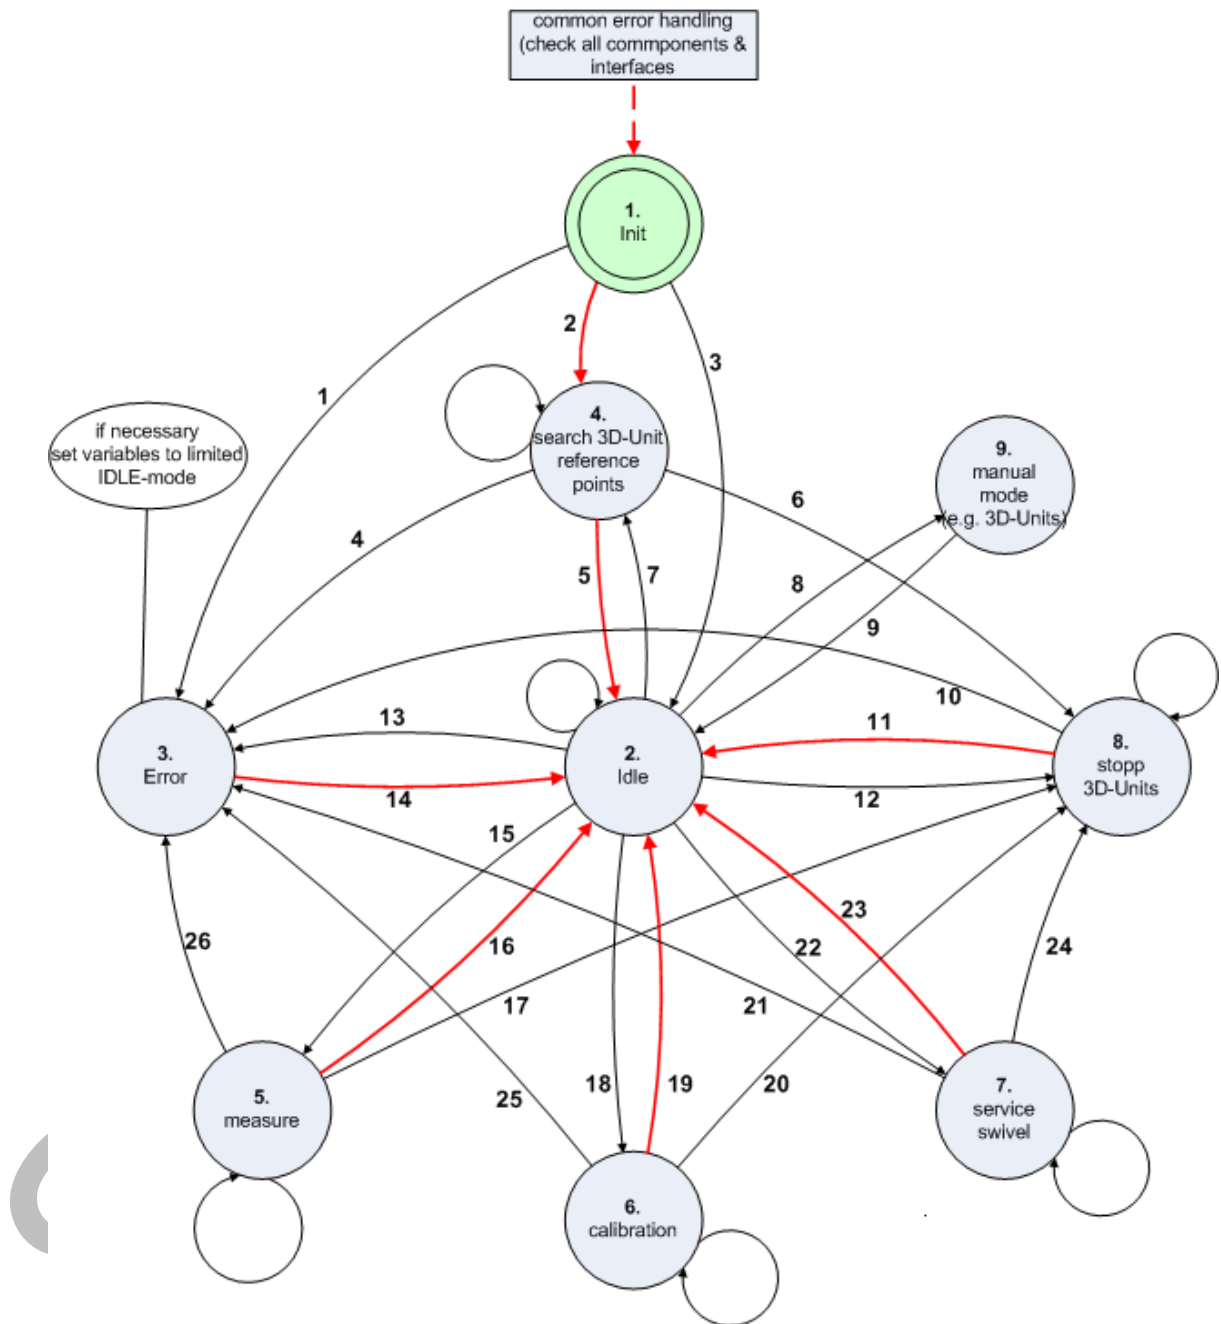 common error handling
(check all commponents &
interfaces
1.
Init
2
3
1
4.
search 3D-Unit
reference
points
if necessary
set variables to limited
IDLE-mode
9.
manual
mode
(e.g. 3D-Units)
6
4
5
7
8
9
10
13
11
3.
Error
2.
Idle
8.
stopp
3D-Units
14
12
15
23
26
16
22
24
17
21
18
19
20
25
5.
measure
7.
service
swivel
6.
calibration